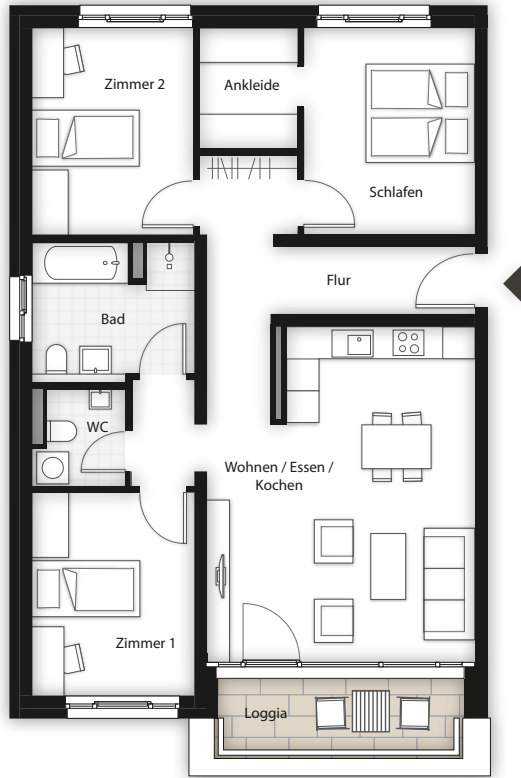 Zimmer 2
Ankleide
Schlafen
Flur
Bad
WC
Wohnen / Essen /
Kochen
Zimmer 1
Loggia